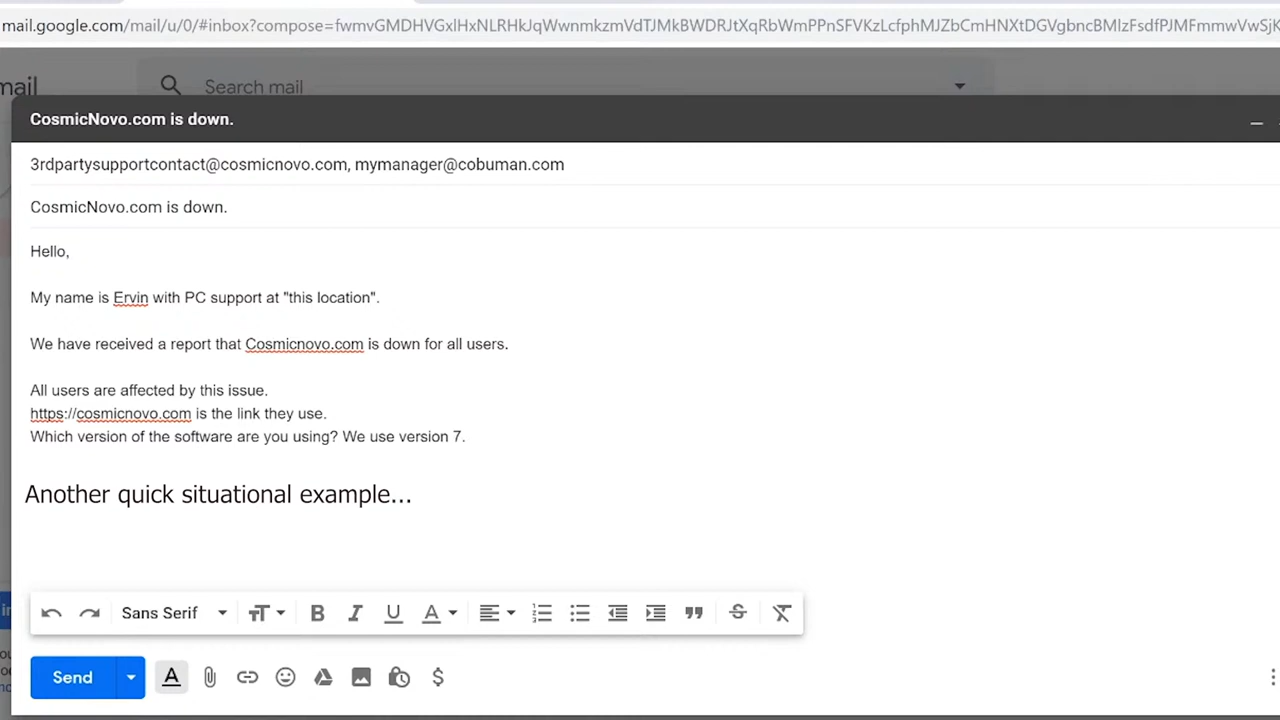 mail.google.com/mail/u/0/#inbox?compose=fwmvGMDHVGxlHxNLRHkJqWwnmkzmVdTJMkBWDRJtXqRbWmPPnSFVKzLcfphMJZbCmHNXtDGVgbncBMlzFsdfPJMFmmwVwSjK
mail
Search mail
CosmicNovo.com is down.
3rdpartysupportcontact@cosmicnovo.com, mymanager@cobuman.com
CosmicNovo.com is down.
Hello,
My name is Ervin with PC support at "this location".
We have received a report that Cosmicnovo.com is down for all users.
All users are affected by this issue.
https://cosmicnovo.com is the link they use.
Which version of the software are you using? We use version 7.
Another quick situational example...
Sans Serif
Send